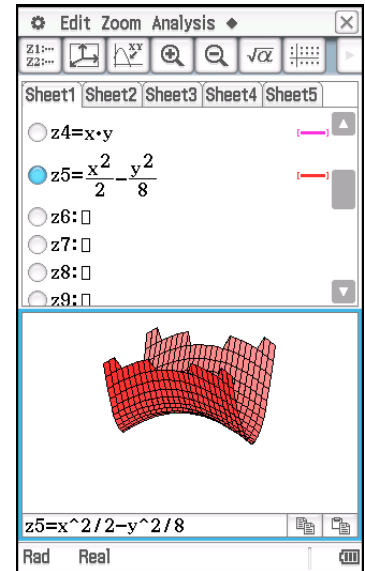 Edit Zoom Analysis ◆
Z1:… Z2:… XY √α
Sheet1 Sheet2 Sheet3 Sheet4 Sheet5
z4=x·y
z5=x²/2−y²/8
z6:□
z7:□
z8:□
z9:□
z5=x^2/2−y^2/8
Rad Real